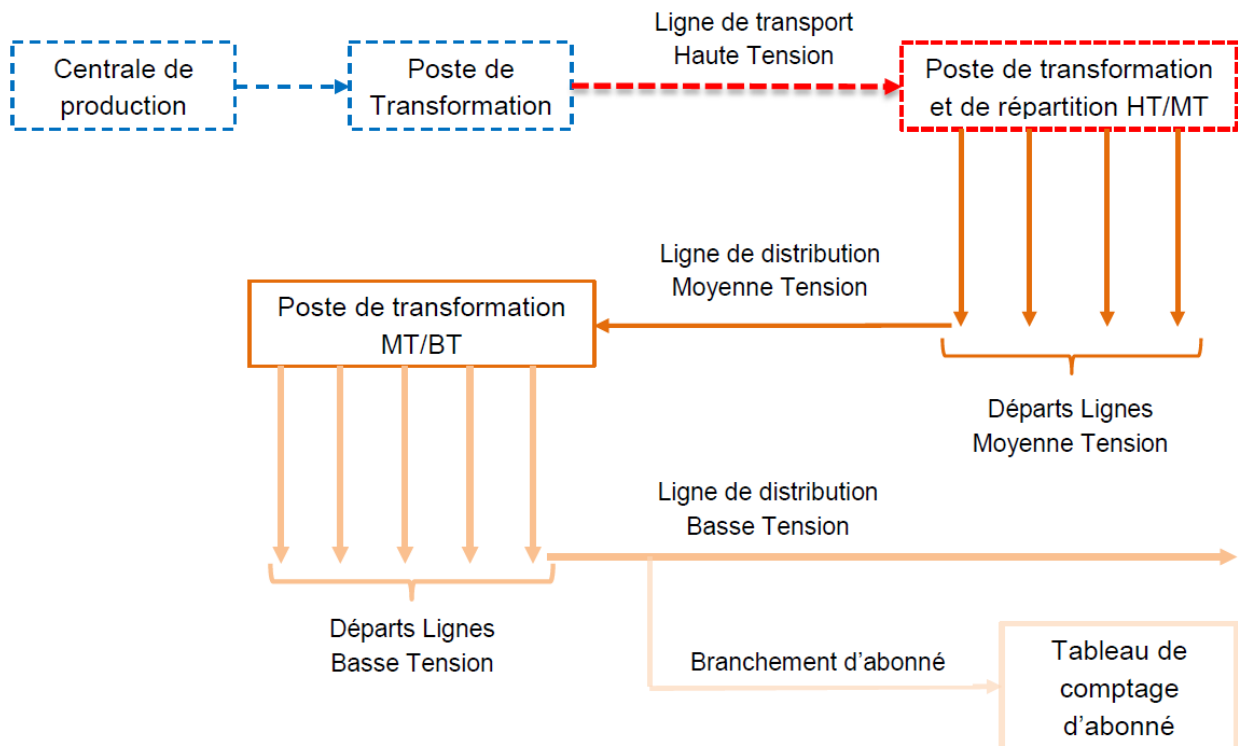 Centrale de
production
Poste de
Transformation
Ligne de transport
Haute Tension
Poste de transformation
et de répartition HT/MT
Ligne de distribution
Moyenne Tension
Poste de transformation
MT/BT
Départs Lignes
Moyenne Tension
Ligne de distribution
Basse Tension
Départs Lignes
Basse Tension
Branchement d’abonné
Tableau de
comptage
d’abonné